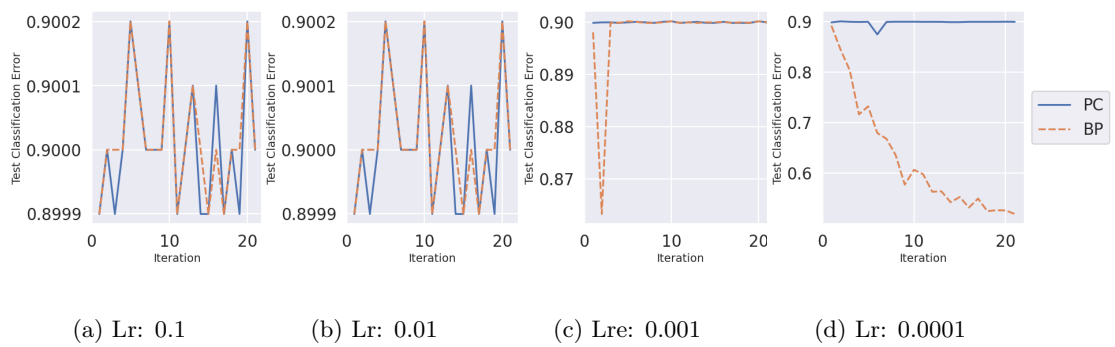 0.9002
0.9001
0.9000
0.8999
Test Classification Error
0 10 20
Iteration
0.9002
0.9001
0.9000
0.8999
Test Classification Error
0 10 20
Iteration
0.90
0.89
0.88
0.87
Test Classification Error
0 10 20
Iteration
0.9
0.8
0.7
0.6
Test Classification Error
0 10 20
Iteration
PC
BP
(a) Lr: 0.1
(b) Lr: 0.01
(c) Lre: 0.001
(d) Lr: 0.0001